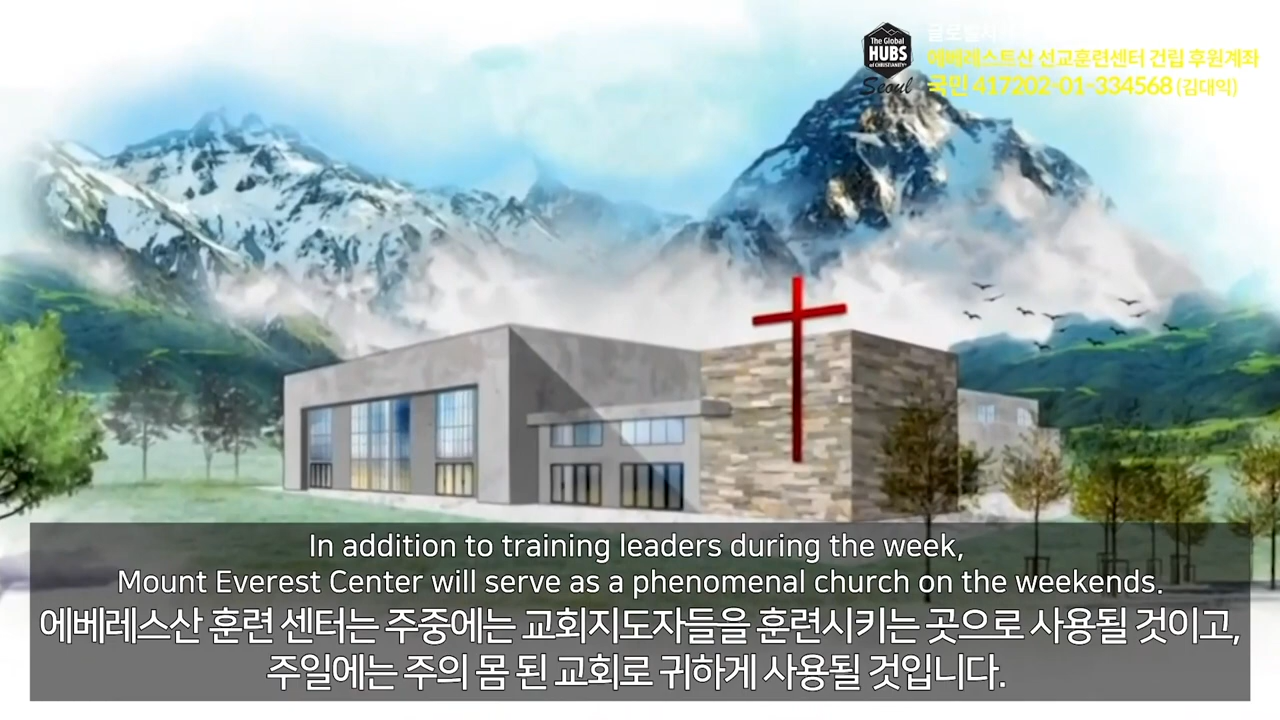 The Global
HUBS
of CHRISTIANITY
Seoul
에베레스트산 선교훈련센터 건립 후원계좌
국민 417202-01-334568 (김대억)
In addition to training leaders during the week,
Mount Everest Center will serve as a phenomenal church on the weekends.
에베레스산 훈련 센터는 주중에는 교회지도자들을 훈련시키는 곳으로 사용될 것이고,
주일에는 주의 몸 된 교회로 귀하게 사용될 것입니다.